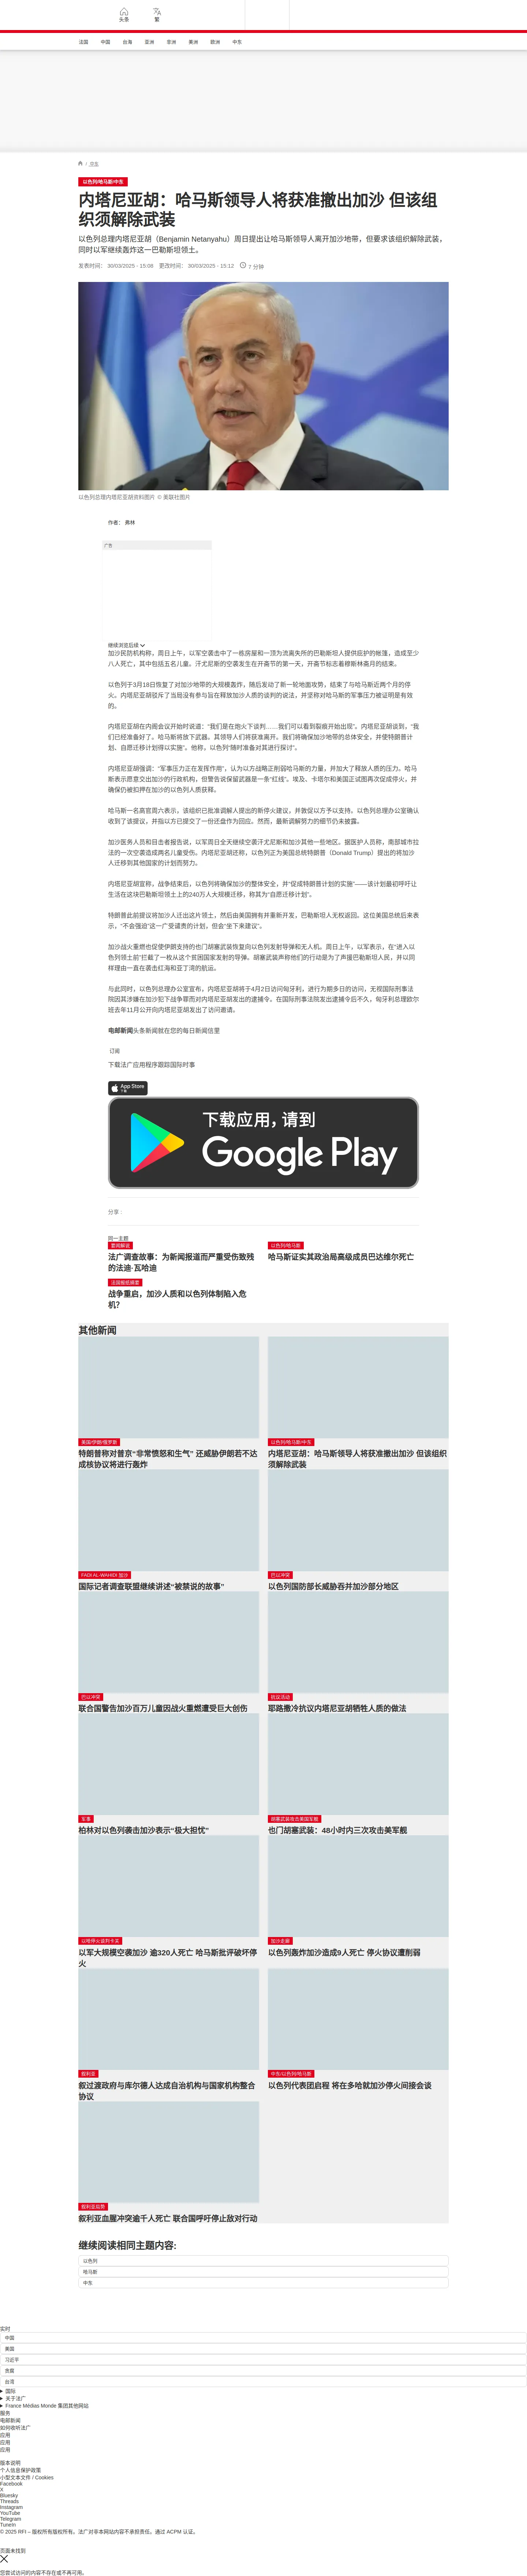 头条
繁
法国
中国
台海
亚洲
非洲
美洲
欧洲
中东
/ 中东
以色列/哈马斯/中东
内塔尼亚胡：哈马斯领导人将获准撤出加沙 但该组
织须解除武装
以色列总理内塔尼亚胡（Benjamin Netanyahu）周日提出让哈马斯领导人离开加沙地带，但要求该组织解除武装，
同时以军继续轰炸这一巴勒斯坦领土。
发表时间： 30/03/2025 - 15:08 更改时间： 30/03/2025 - 15:12 7 分钟
以色列总理内塔尼亚胡资料图片 © 美联社图片
作者： 弗林
广告
继续浏览后续
加沙民防机构称，周日上午，以军空袭击中了一栋房屋和一顶为流离失所的巴勒斯坦人提供庇护的帐篷，造成至少
八人死亡，其中包括五名儿童。汗尤尼斯的空袭发生在开斋节的第一天，开斋节标志着穆斯林斋月的结束。
以色列于3月18日恢复了对加沙地带的大规模轰炸，随后发动了新一轮地面攻势，结束了与哈马斯近两个月的停
火。内塔尼亚胡驳斥了当局没有参与旨在释放加沙人质的谈判的说法，并坚称对哈马斯的军事压力被证明是有效
的。
内塔尼亚胡在内阁会议开始时说道：“我们是在炮火下谈判……我们可以看到裂痕开始出现”。内塔尼亚胡谈到，“我
们已经准备好了。哈马斯将放下武器。其领导人们将获准离开。我们将确保加沙地带的总体安全，并使特朗普计
划、自愿迁移计划得以实施”。他称，以色列“随时准备对其进行探讨”。
内塔尼亚胡强调：“军事压力正在发挥作用”，认为以方战略正削弱哈马斯的力量，并加大了释放人质的压力。哈马
斯表示愿意交出加沙的行政机构，但警告说保留武器是一条“红线”。埃及、卡塔尔和美国正试图再次促成停火，并
确保仍被扣押在加沙的以色列人质获释。
哈马斯一名高官周六表示，该组织已批准调解人提出的新停火建议，并敦促以方予以支持。以色列总理办公室确认
收到了该提议，并指以方已提交了一份还盘作为回应。然而，最新调解努力的细节仍未披露。
加沙医务人员和目击者报告说，以军周日全天继续空袭汗尤尼斯和加沙其他一些地区。据医护人员称，南部城市拉
法的一次空袭造成两名儿童受伤。内塔尼亚胡还称，以色列正为美国总统特朗普（Donald Trump）提出的将加沙
人迁移到其他国家的计划而努力。
内塔尼亚胡宣称，战争结束后，以色列将确保加沙的整体安全，并“促成特朗普计划的实施”——该计划最初呼吁让
生活在这块巴勒斯坦领土上的240万人大规模迁移，称其为“自愿迁移计划”。
特朗普此前提议将加沙人迁出这片领土，然后由美国拥有并重新开发，巴勒斯坦人无权返回。这位美国总统后来表
示，“不会强迫”这一广受谴责的计划，但会“坐下来建议”。
加沙战火重燃也促使伊朗支持的也门胡塞武装恢复向以色列发射导弹和无人机。周日上午，以军表示，在“进入以
色列领土前”拦截了一枚从这个贫困国家发射的导弹。胡塞武装声称他们的行动是为了声援巴勒斯坦人民，并以同
样理由一直在袭击红海和亚丁湾的航运。
与此同时，以色列总理办公室宣布，内塔尼亚胡将于4月2日访问匈牙利，进行为期多日的访问，无视国际刑事法
院因其涉嫌在加沙犯下战争罪而对内塔尼亚胡发出的逮捕令。在国际刑事法院发出逮捕令后不久，匈牙利总理欧尔
班去年11月公开向内塔尼亚胡发出了访问邀请。
电邮新闻头条新闻就在您的每日新闻信里
订阅
下载法广应用程序跟踪国际时事
App Store
下载应用，请到
Google Play
分享 :
同一主题
要闻解说
法广调查故事：为新闻报道而严重受伤致残
的法迪·瓦哈迪
以色列/哈马斯
哈马斯证实其政治局高级成员巴达维尔死亡
法国报纸摘要
战争重启，加沙人质和以色列体制陷入危
机？
其他新闻
美国/伊朗/俄罗斯
特朗普称对普京“非常愤怒和生气” 还威胁伊朗若不达
成核协议将进行轰炸
以色列/哈马斯/中东
内塔尼亚胡：哈马斯领导人将获准撤出加沙 但该组织
须解除武装
FADI AL-WAHIDI 加沙
国际记者调查联盟继续讲述“被禁说的故事”
巴以冲突
以色列国防部长威胁吞并加沙部分地区
巴以冲突
联合国警告加沙百万儿童因战火重燃遭受巨大创伤
抗议活动
耶路撒冷抗议内塔尼亚胡牺牲人质的做法
军事
柏林对以色列袭击加沙表示“极大担忧”
胡塞武装攻击美国军舰
也门胡塞武装：48小时内三次攻击美军舰
以哈停火谈判卡关
以军大规模空袭加沙 逾320人死亡 哈马斯批评破坏停
火
加沙走廊
以色列轰炸加沙造成9人死亡 停火协议遭削弱
叙利亚
叙过渡政府与库尔德人达成自治机构与国家机构整合
协议
中东/以色列/哈马斯
以色列代表团启程 将在多哈就加沙停火间接会谈
叙利亚局势
叙利亚血腥冲突逾千人死亡 联合国呼吁停止敌对行动
继续阅读相同主题内容:
以色列
哈马斯
中东
实时
中国
美国
习近平
贪腐
台湾
国际
关于法广
France Médias Monde 集团其他网站
服务
电邮新闻
如何收听法广
应用
应用
应用
版本说明
个人信息保护政策
小型文本文件 / Cookies
Facebook
X
Bluesky
Threads
Instagram
YouTube
Telegram
TuneIn
© 2025 RFI – 版权所有版权所有。法广对非本网站内容不承担责任。通过 ACPM 认证。
页面未找到
您尝试访问的内容不存在或不再可用。